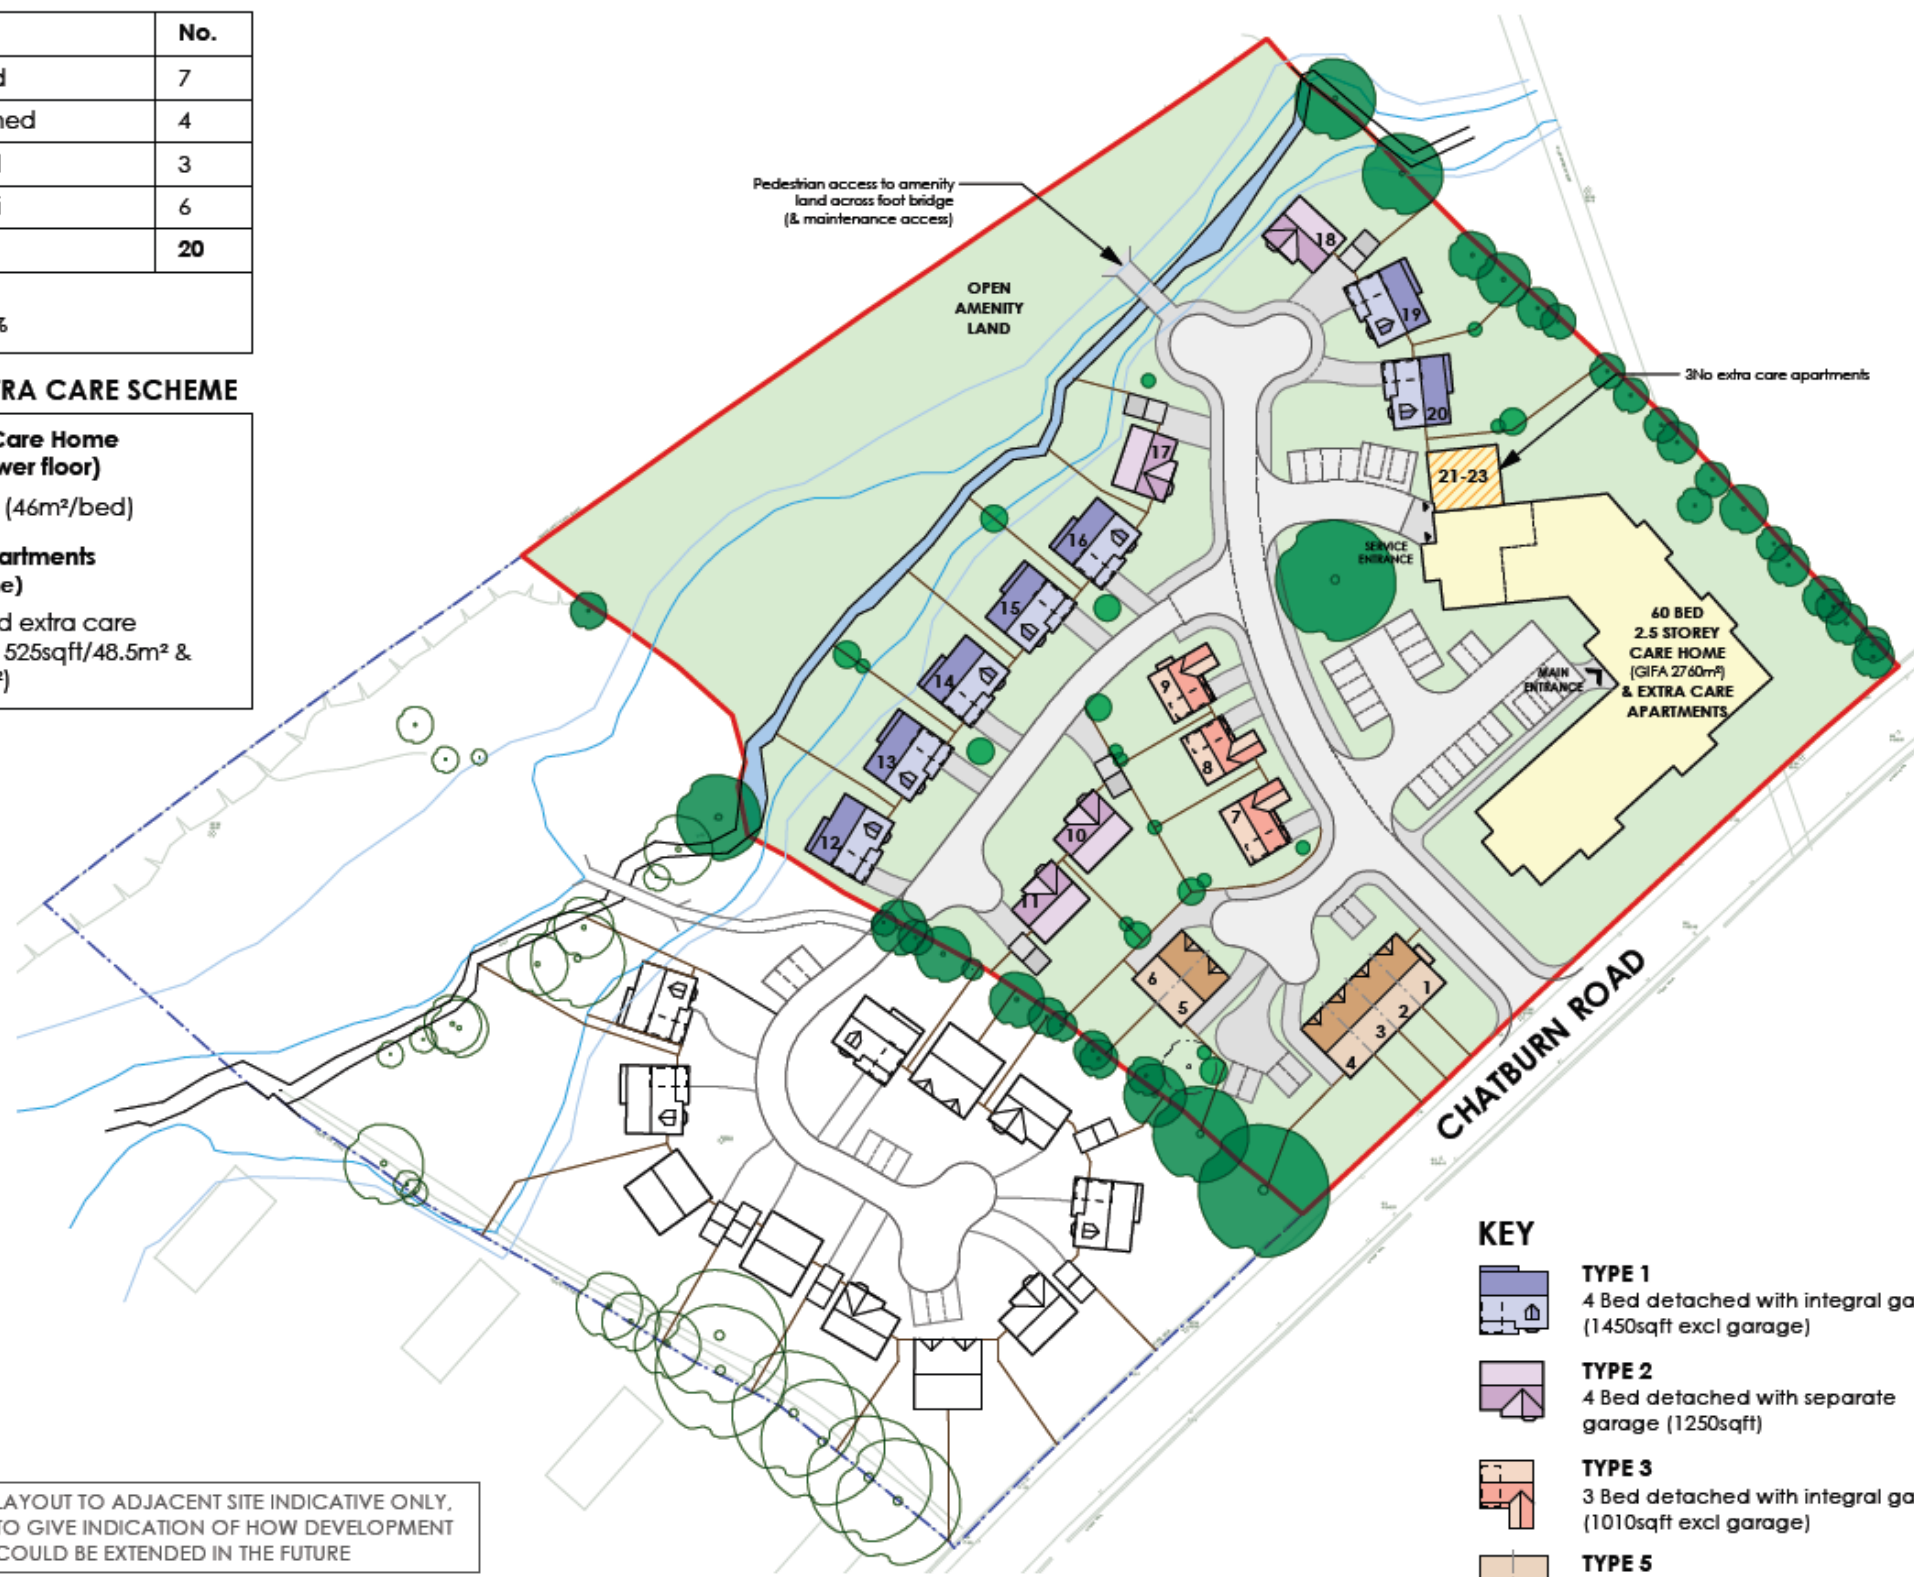 No.
d 7
ned 4
d 3
i 6
20
%
TRA CARE SCHEME
Care Home
wer floor)
(46m²/bed)
partments
e)
d extra care
525sqft/48.5m² &
²)
Pedestrian access to amenity
land across foot bridge
(& maintenance access)
OPEN
AMENITY
LAND
18
19
20
3No extra care apartments
17
21-23
16
SERVICE
ENTRANCE
15
60 BED
2.5 STOREY
CARE HOME
(GIFA 2760m²)
& EXTRA CARE
APARTMENTS
MAIN
ENTRANCE
14
9
13
8
7
12
10
11
6
5
1
2
3
4
CHATBURN ROAD
KEY
TYPE 1
4 Bed detached with integral ga
(1450sqft excl garage)
TYPE 2
4 Bed detached with separate
garage (1250sqft)
TYPE 3
3 Bed detached with integral ga
(1010sqft excl garage)
TYPE 5
LAYOUT TO ADJACENT SITE INDICATIVE ONLY,
TO GIVE INDICATION OF HOW DEVELOPMENT
COULD BE EXTENDED IN THE FUTURE